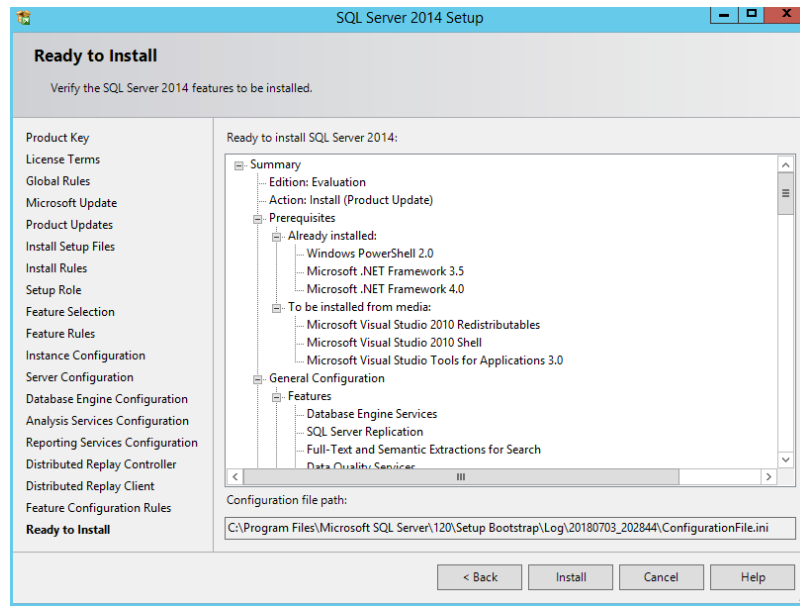 SQL Server 2014 Setup
Ready to Install
Verify the SQL Server 2014 features to be installed.
Product Key
License Terms
Global Rules
Microsoft Update
Product Updates
Install Setup Files
Install Rules
Setup Role
Feature Selection
Feature Rules
Instance Configuration
Server Configuration
Database Engine Configuration
Analysis Services Configuration
Reporting Services Configuration
Distributed Replay Controller
Distributed Replay Client
Feature Configuration Rules
Ready to Install
Ready to install SQL Server 2014:
Summary
Edition: Evaluation
Action: Install (Product Update)
Prerequisites
Already installed:
Windows PowerShell 2.0
Microsoft .NET Framework 3.5
Microsoft .NET Framework 4.0
To be installed from media:
Microsoft Visual Studio 2010 Redistributables
Microsoft Visual Studio 2010 Shell
Microsoft Visual Studio Tools for Applications 3.0
General Configuration
Features
Database Engine Services
SQL Server Replication
Full-Text and Semantic Extractions for Search
Data Quality Services
Configuration file path:
C:\Program Files\Microsoft SQL Server\120\Setup Bootstrap\Log\20180703_202844\ConfigurationFile.ini
< Back
Install
Cancel
Help